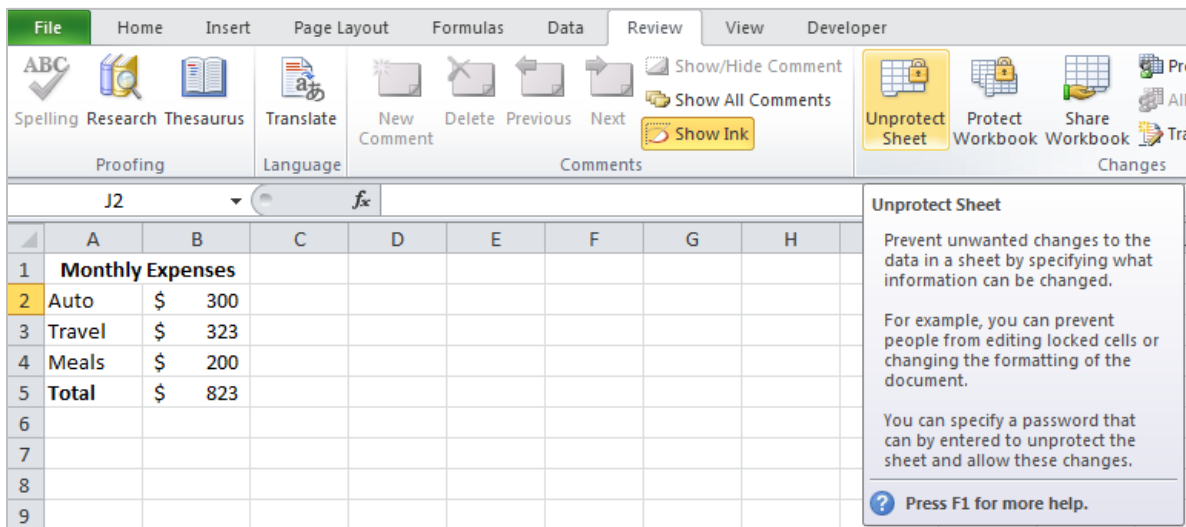 File Home Insert Page Layout Formulas Data Review View Developer
ABC
Spelling Research Thesaurus Translate New Comment Delete Previous Next
Show/Hide Comment
Show All Comments
Show Ink
Unprotect Sheet Protect Workbook Share Workbook
Proofing Language Comments Changes
J2 fx
A B C D E F G H
1 Monthly Expenses
2 Auto $ 300
3 Travel $ 323
4 Meals $ 200
5 Total $ 823
6
7
8
9
Unprotect Sheet
Prevent unwanted changes to the
data in a sheet by specifying what
information can be changed.
For example, you can prevent
people from editing locked cells or
changing the formatting of the
document.
You can specify a password that
can by entered to unprotect the
sheet and allow these changes.
Press F1 for more help.